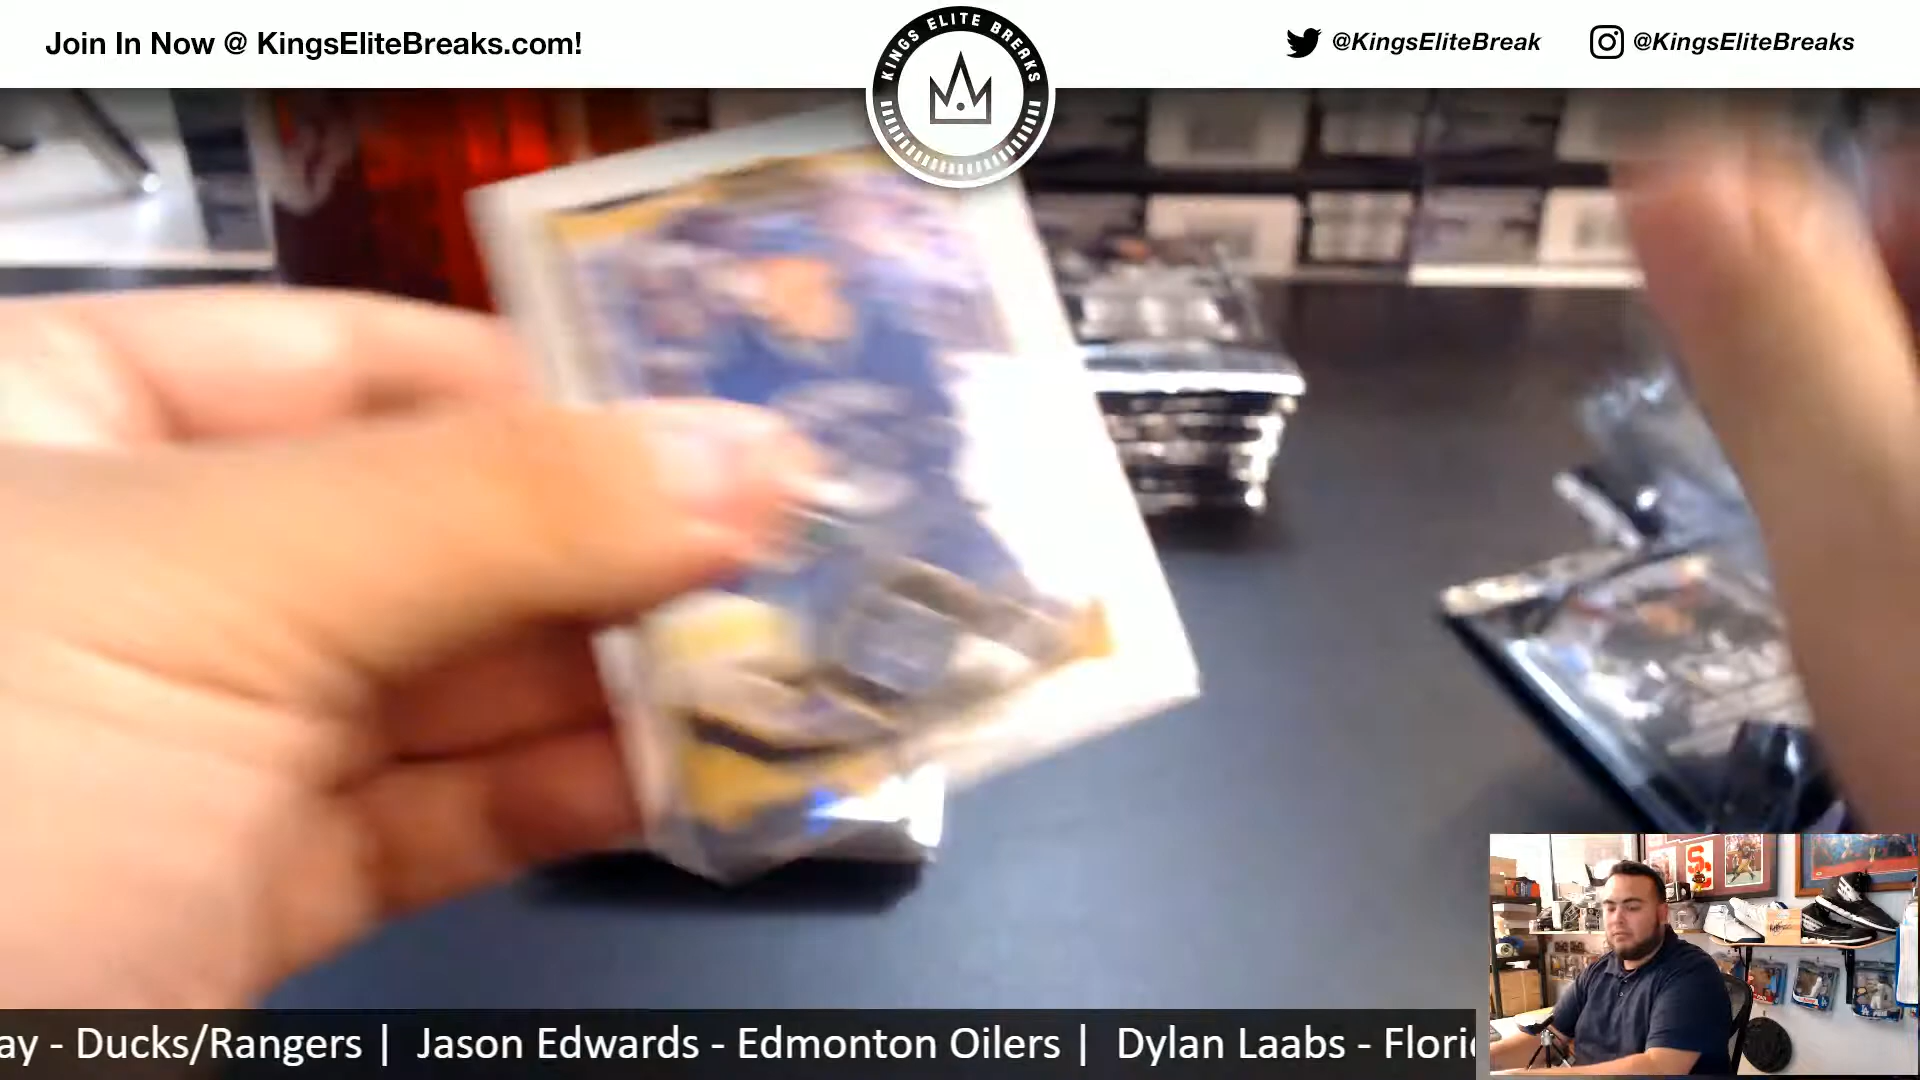 Join In Now @ KingsEliteBreaks.com!
KINGS ELITE BREAKS
@KingsEliteBreak
@KingsEliteBreaks
ay - Ducks/Rangers | Jason Edwards - Edmonton Oilers | Dylan Laabs - Flori
S